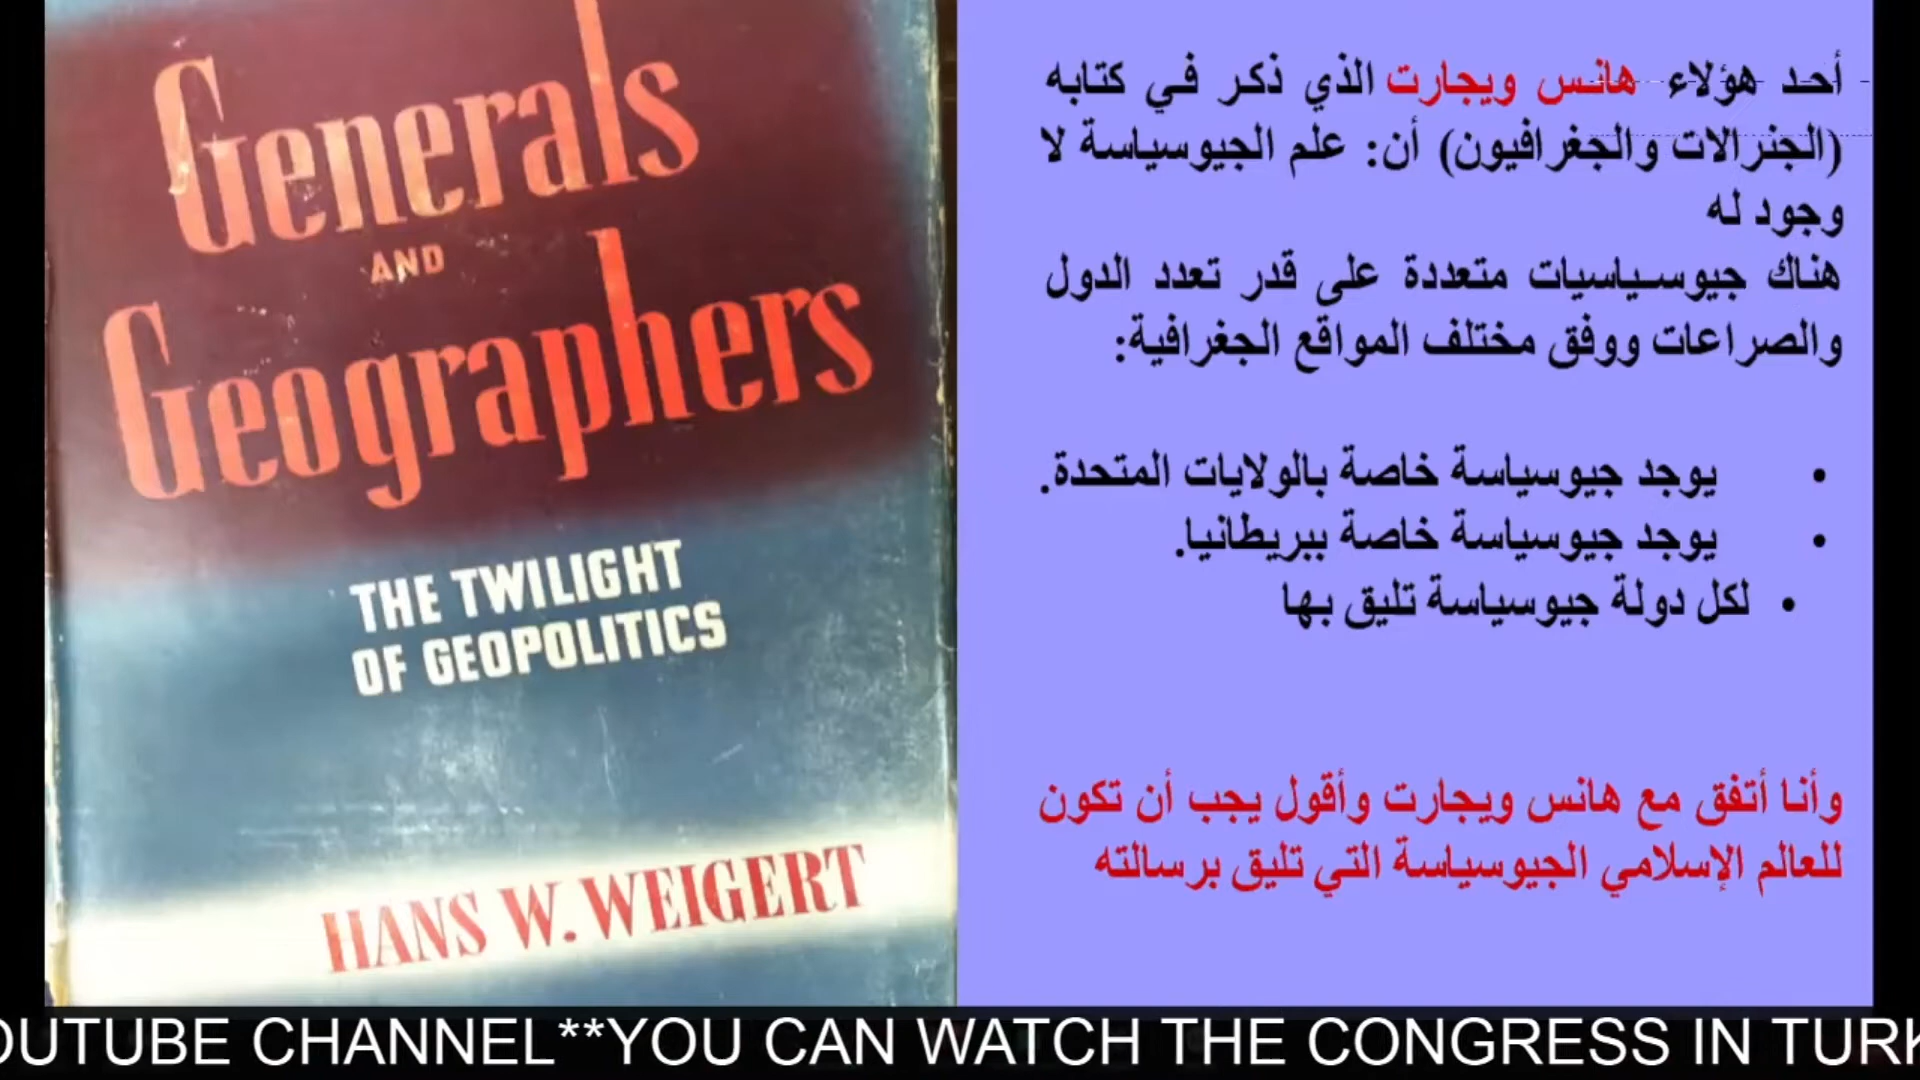 Generals
AND
Geographers
THE TWILIGHT
OF GEOPOLITICS
HANS W. WEIGERT
أحد هؤلاء هانس ويجارت الذي ذكر في كتابه
(الجنرالات والجغرافيون) أن: علم الجيوسياسة لا
وجود له
هناك جيوسياسيات متعددة على قدر تعدد الدول
والصراعات ووفق مختلف المواقع الجغرافية:
• يوجد جيوسياسة خاصة بالولايات المتحدة.
• يوجد جيوسياسة خاصة ببريطانيا.
• لكل دولة جيوسياسة تليق بها
وأنا أتفق مع هانس ويجارت وأقول يجب أن تكون
للعالم الإسلامي الجيوسياسة التي تليق برسالته
OUTUBE CHANNEL**YOU CAN WATCH THE CONGRESS IN TURK